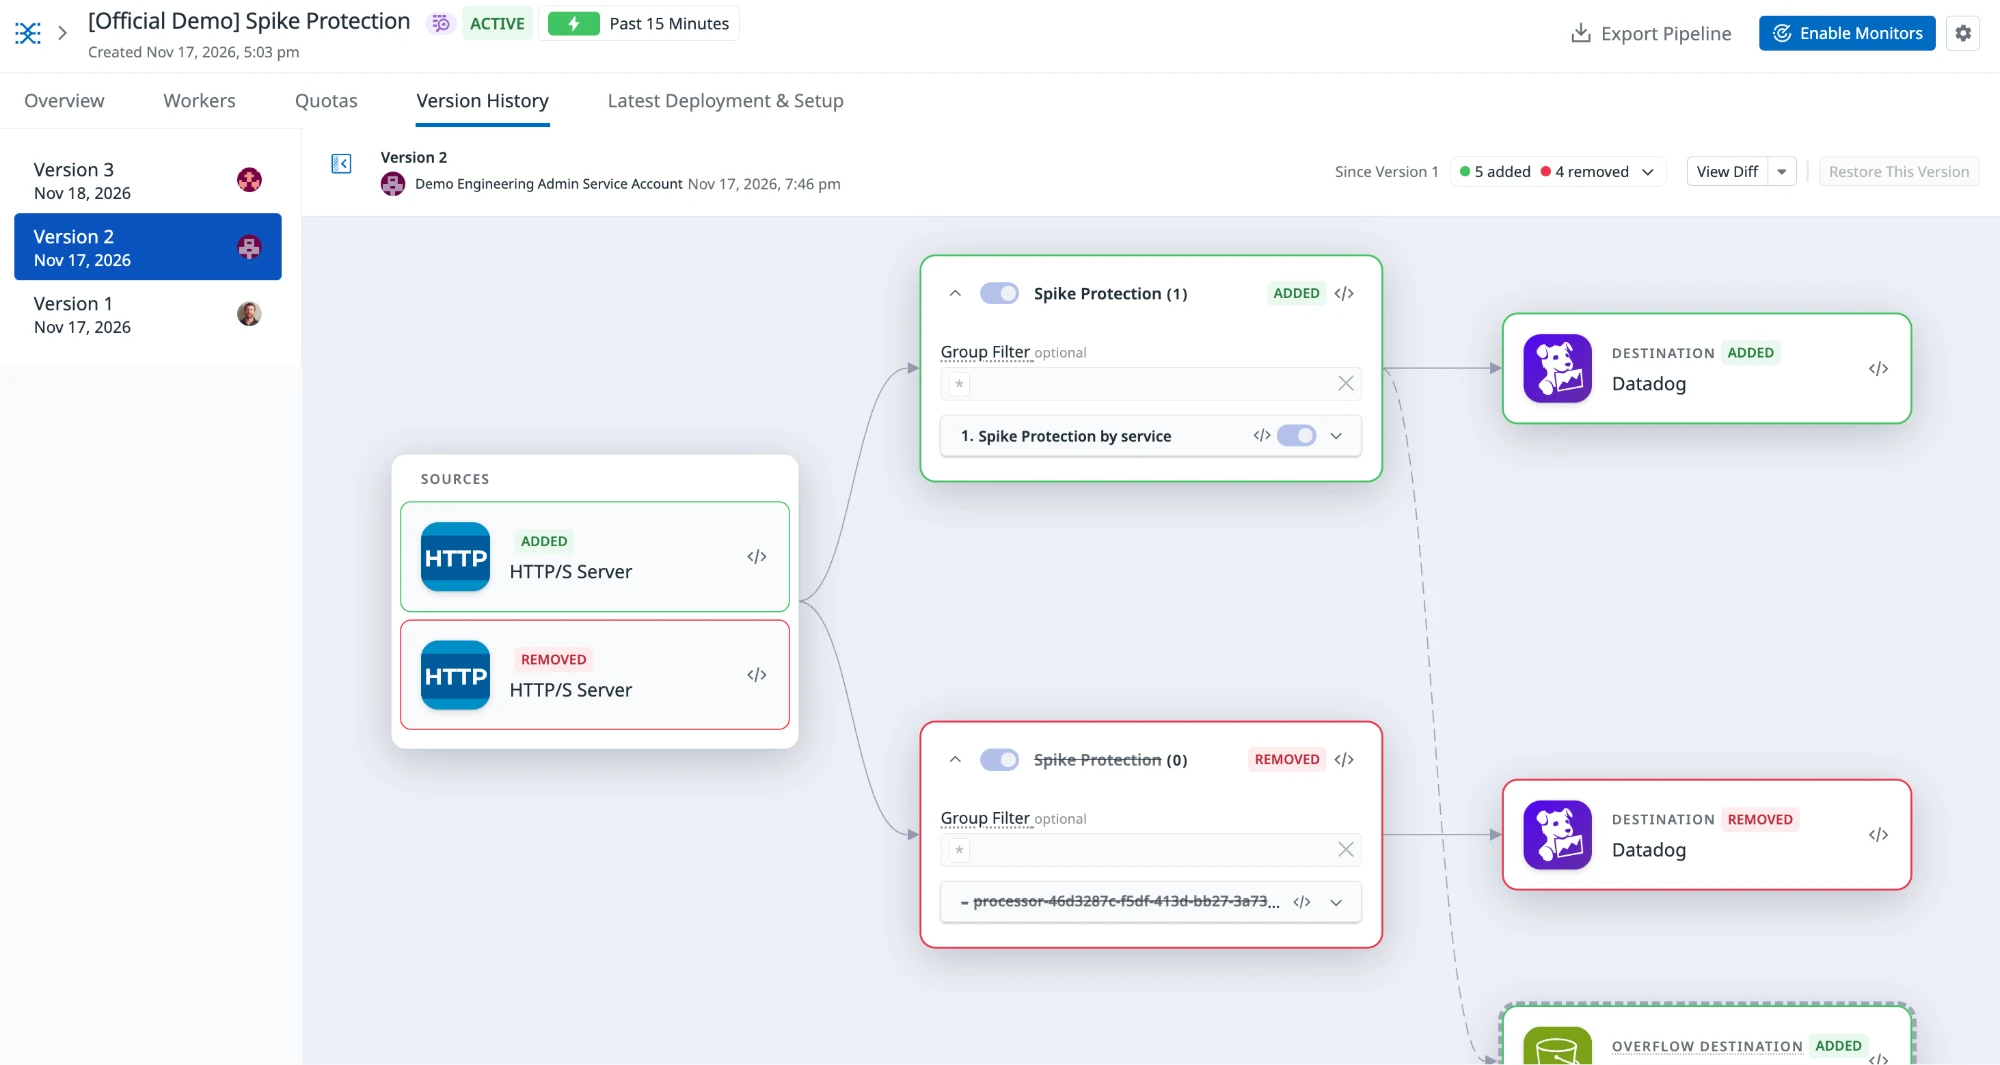 [Official Demo] Spike Protection
ACTIVE
Past 15 Minutes
Created Nov 17, 2026, 5:03 pm
Export Pipeline
Enable Monitors
Overview
Workers
Quotas
Version History
Latest Deployment & Setup
Version 3
Nov 18, 2026
Version 2
Nov 17, 2026
Version 1
Nov 17, 2026
Version 2
Demo Engineering Admin Service Account Nov 17, 2026, 7:46 pm
Since Version 1
5 added 4 removed
View Diff
Restore This Version
SOURCES
HTTP
ADDED
HTTP/S Server
</>
HTTP
REMOVED
HTTP/S Server
</>
Spike Protection (1)
ADDED </>
Group Filter optional
*
1. Spike Protection by service </>
Spike Protection (0)
REMOVED </>
Group Filter optional
*
- processor-46d3287c-f5df-413d-bb27-3a73... </>
DESTINATION ADDED
Datadog
</>
DESTINATION REMOVED
Datadog
</>
OVERFLOW DESTINATION ADDED
</>